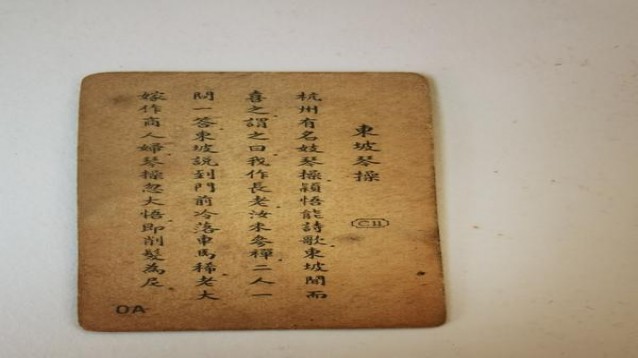 東坡琴操
C11
杭州有名妓琴操穎悟能詩歌東坡聞而
喜之謂之曰我作長老汝來參禪二人一
問一答東坡說到門前冷落車馬稀老大
嫁作商人婦琴操忽大悟即削髮為尼
OA